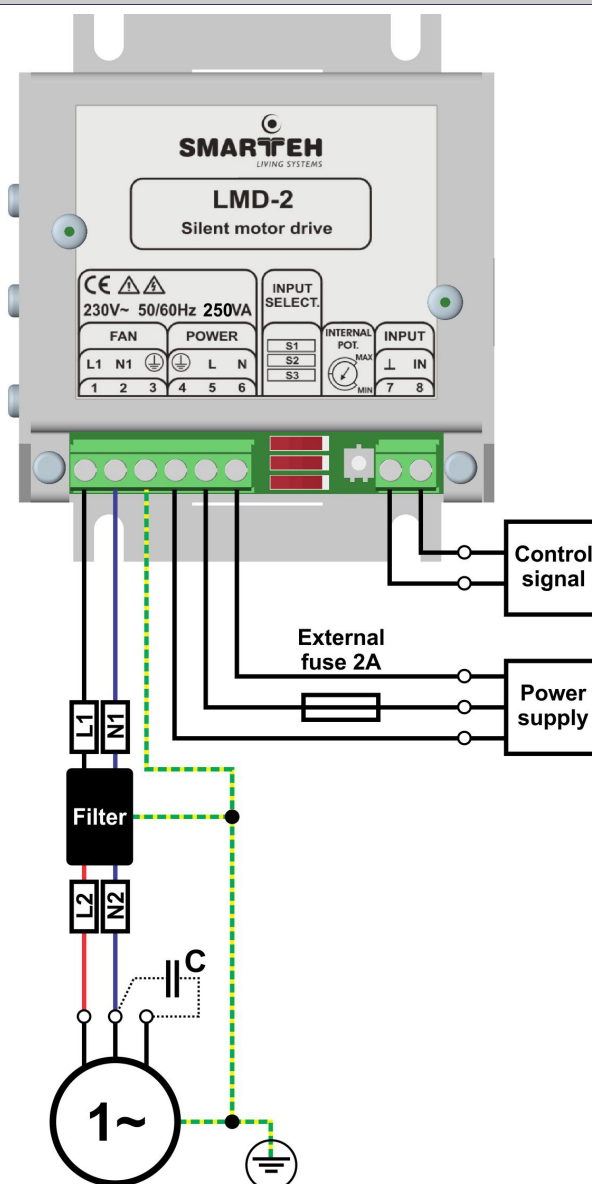 SMARTEH
LIVING SYSTEMS
LMD-2
Silent motor drive
CE
230V~ 50/60Hz 250VA
FAN
L1 N1
1 2 3
POWER
L N
4 5 6
INPUT
SELECT.
S1
S2
S3
INTERNAL
POT.
MAX
MIN
INPUT
⊥ IN
7 8
Control
signal
External
fuse 2A
Power
supply
L1 N1
Filter
L2 N2
C
1~